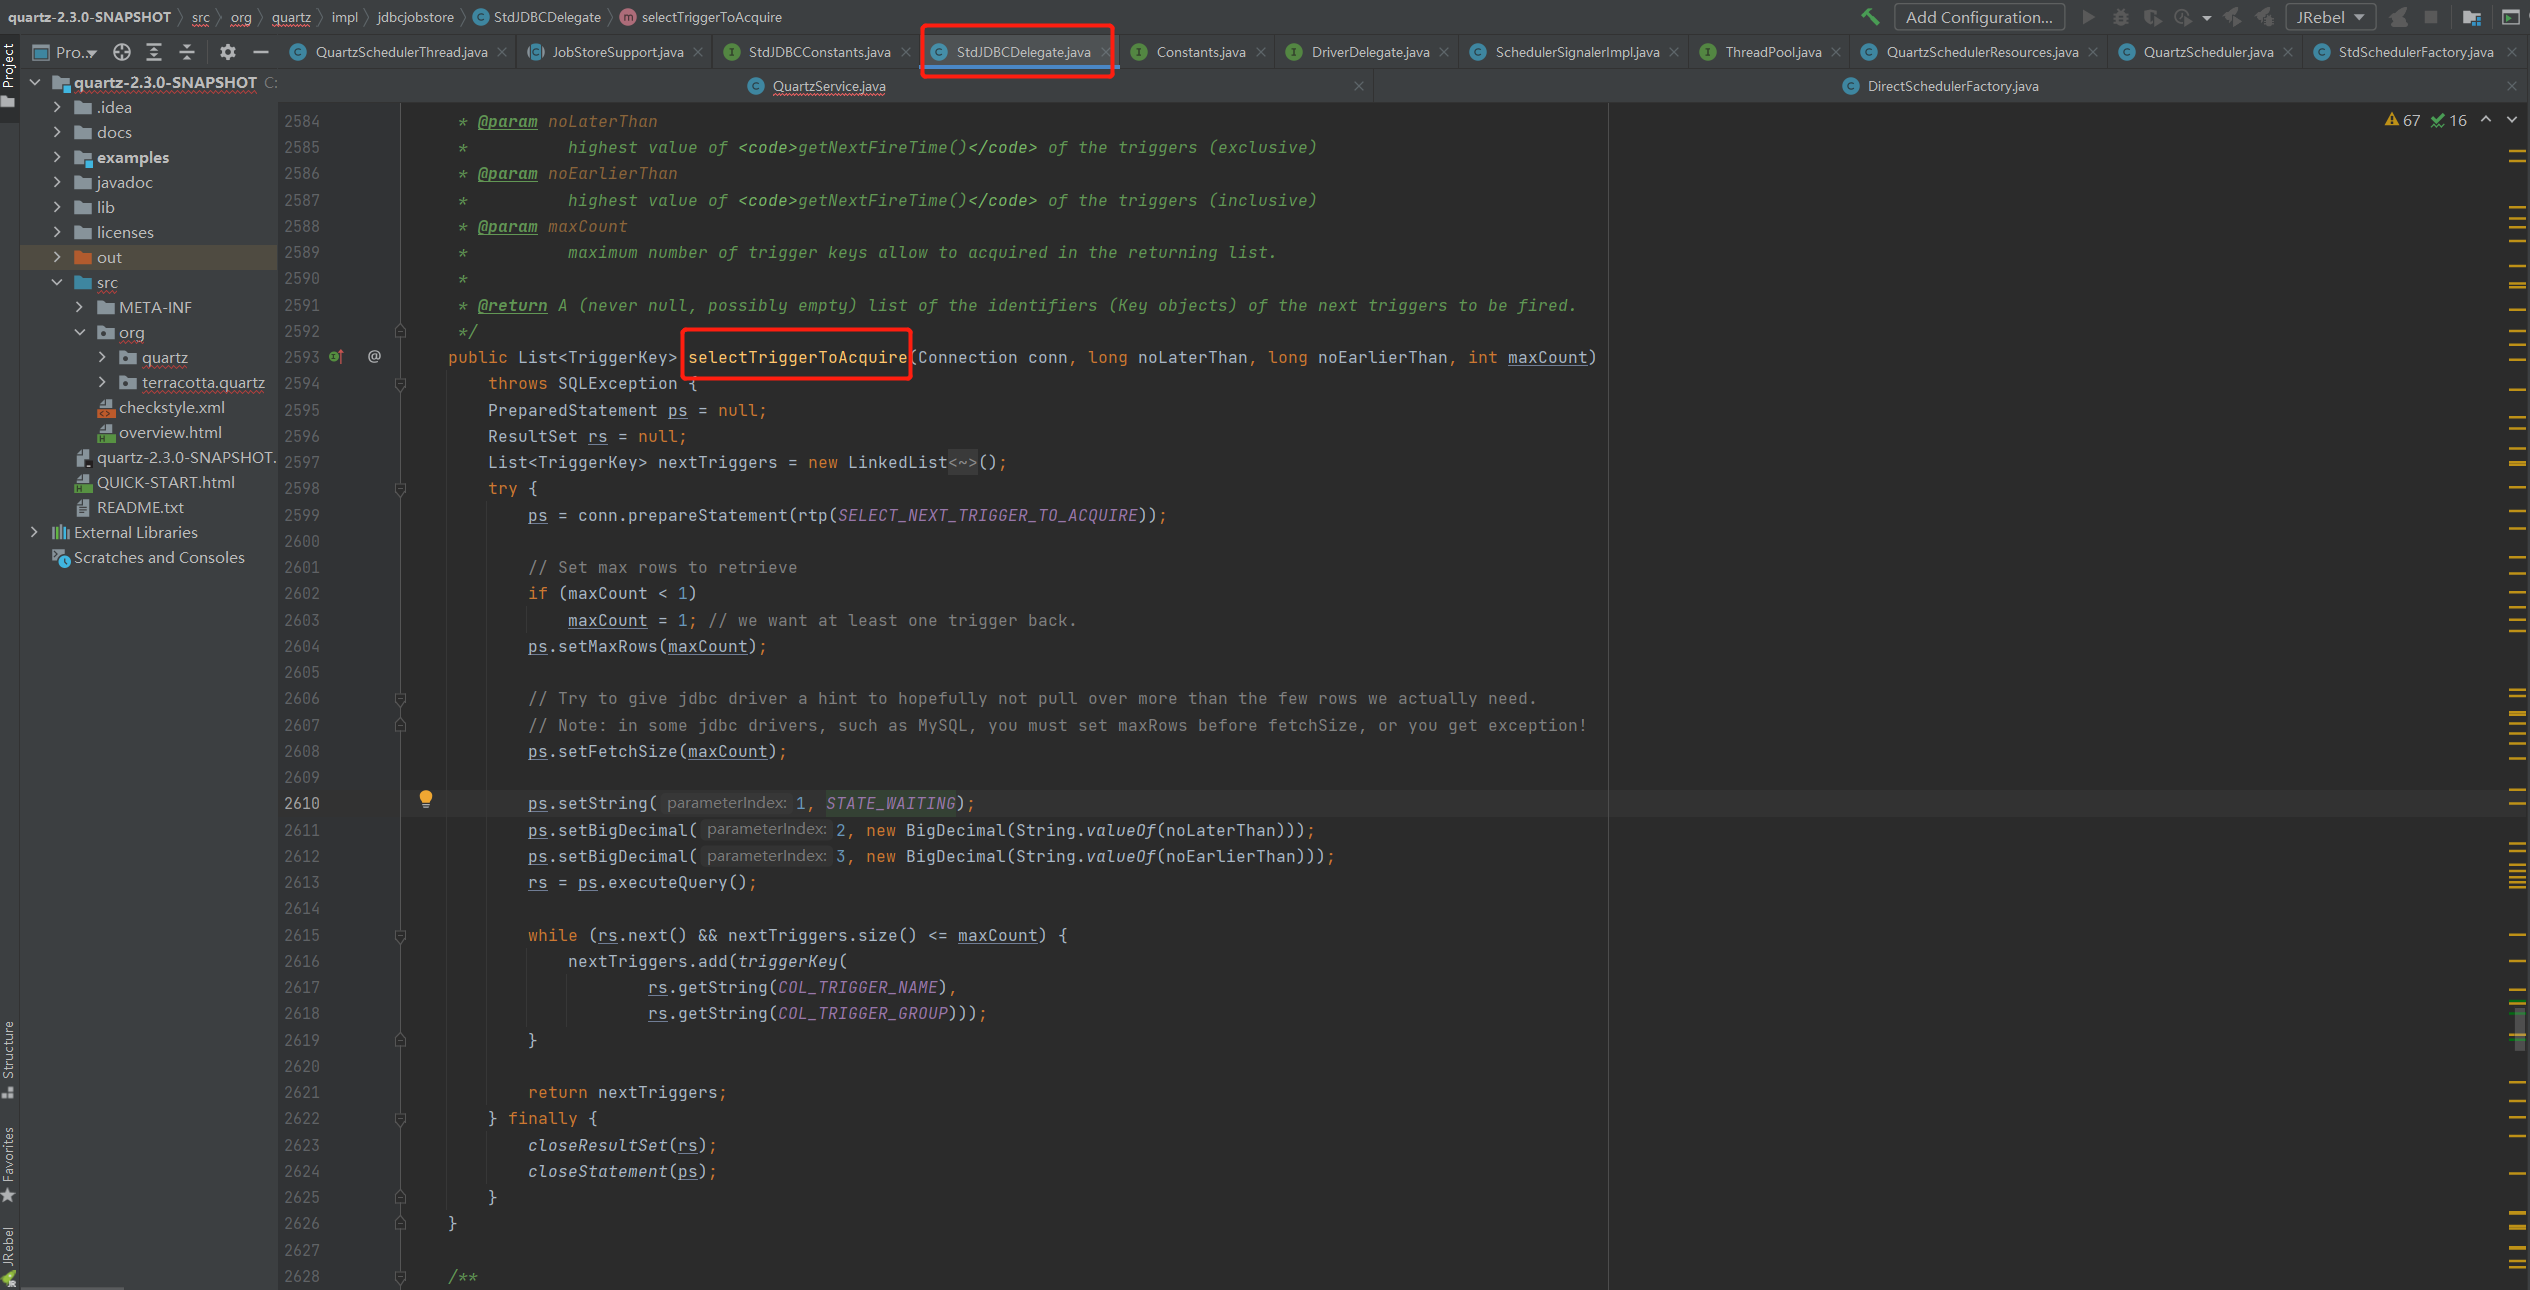 quartz-2.3.0-SNAPSHOT src org quartz impl jdbcjobstore StdJDBCDelegate selectTriggerToAcquire
Add Configuration... JRebel
Pro... QuartzSchedulerThread.java JobStoreSupport.java StdJDBCConstants.java StdJDBCDelegate.java Constants.java DriverDelegate.java SchedulerSignalerImpl.java ThreadPool.java QuartzSchedulerResources.java QuartzScheduler.java StdSchedulerFactory.java
QuartzService.java DirectSchedulerFactory.java
Project
quartz-2.3.0-SNAPSHOT C:
.idea
docs
examples
javadoc
lib
licenses
out
src
META-INF
org
quartz
terracotta.quartz
checkstyle.xml
overview.html
quartz-2.3.0-SNAPSHOT.
QUICK-START.html
README.txt
External Libraries
Scratches and Consoles
Structure
Favorites
JRebel
67 16
2584 * @param noLaterThan
2585 * highest value of <code>getNextFireTime()</code> of the triggers (exclusive)
2586 * @param noEarlierThan
2587 * highest value of <code>getNextFireTime()</code> of the triggers (inclusive)
2588 * @param maxCount
2589 * maximum number of trigger keys allow to acquired in the returning list.
2590 *
2591 * @return A (never null, possibly empty) list of the identifiers (Key objects) of the next triggers to be fired.
2592 */
2593 @ public List<TriggerKey> selectTriggerToAcquire(Connection conn, long noLaterThan, long noEarlierThan, int maxCount)
2594 throws SQLException {
2595 PreparedStatement ps = null;
2596 ResultSet rs = null;
2597 List<TriggerKey> nextTriggers = new LinkedList<~>();
2598 try {
2599 ps = conn.prepareStatement(rtp(SELECT_NEXT_TRIGGER_TO_ACQUIRE));
2600
2601 // Set max rows to retrieve
2602 if (maxCount < 1)
2603 maxCount = 1; // we want at least one trigger back.
2604 ps.setMaxRows(maxCount);
2605
2606 // Try to give jdbc driver a hint to hopefully not pull over more than the few rows we actually need.
2607 // Note: in some jdbc drivers, such as MySQL, you must set maxRows before fetchSize, or you get exception!
2608 ps.setFetchSize(maxCount);
2609
2610 ps.setString( parameterIndex: 1, STATE_WAITING);
2611 ps.setBigDecimal( parameterIndex: 2, new BigDecimal(String.valueOf(noLaterThan)));
2612 ps.setBigDecimal( parameterIndex: 3, new BigDecimal(String.valueOf(noEarlierThan)));
2613 rs = ps.executeQuery();
2614
2615 while (rs.next() && nextTriggers.size() <= maxCount) {
2616 nextTriggers.add(triggerKey(
2617 rs.getString(COL_TRIGGER_NAME),
2618 rs.getString(COL_TRIGGER_GROUP)));
2619 }
2620
2621 return nextTriggers;
2622 } finally {
2623 closeResultSet(rs);
2624 closeStatement(ps);
2625 }
2626 }
2627
2628 /**